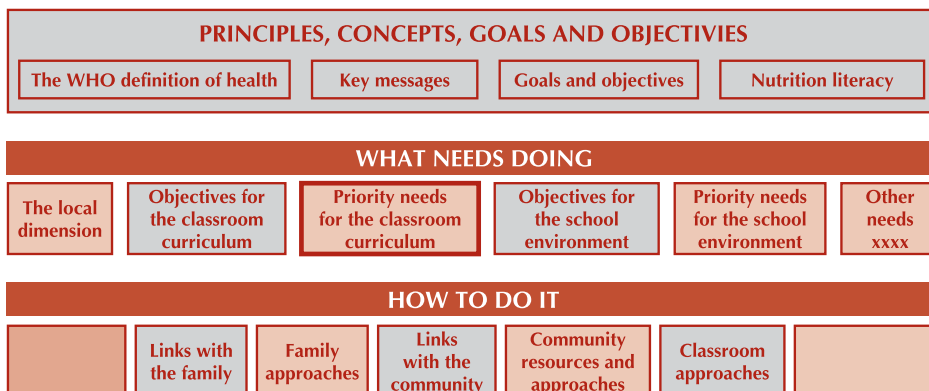 PRINCIPLES, CONCEPTS, GOALS AND OBJECTIVIES
The WHO definition of health
Key messages
Goals and objectives
Nutrition literacy
WHAT NEEDS DOING
The local
dimension
Objectives for
the classroom
curriculum
Priority needs
for the classroom
curriculum
Objectives for
the school
environment
Priority needs
for the school
environment
Other
needs
xxxx
HOW TO DO IT
Links with
the family
Family
approaches
Links
with the
community
Community
resources and
approaches
Classroom
approaches